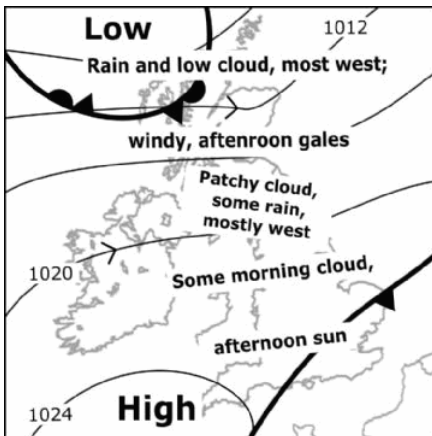 Low
1012
Rain and low cloud, most west;
windy, aftenroon gales
Patchy cloud,
some rain,
mostly west
1020
Some morning cloud,
afternoon sun
1024
High